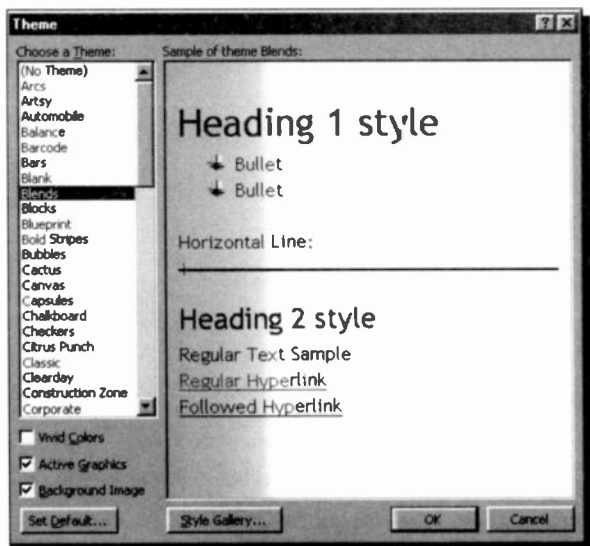 Theme
Choose a Theme:
(No Theme)
Arcs
Artsy
Automobile
Balance
Barcode
Bars
Blank
Blends
Blocks
Blueprint
Bold Stripes
Bubbles
Cactus
Canvas
Capsules
Chalkboard
Checkers
Citrus Punch
Classic
Clearday
Construction Zone
Corporate
Vivid Colors
Active Graphics
Background Image
Sample of theme Blends:
Heading 1 style
Bullet
Bullet
Horizontal Line:
Heading 2 style
Regular Text Sample
Regular Hyperlink
Followed Hyperlink
Set Default...
Style Gallery...
OK
Cancel